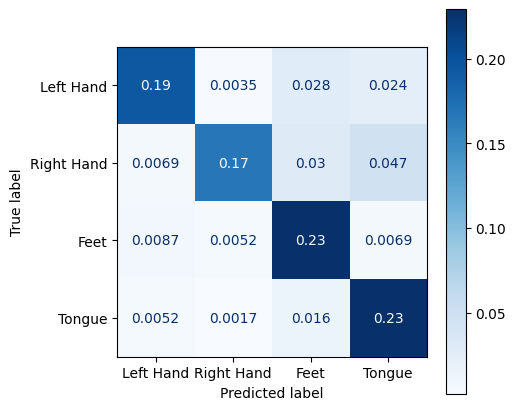 Left Hand 0.19 0.0035 0.028 0.024
Right Hand 0.0069 0.17 0.03 0.047
Feet 0.0087 0.0052 0.23 0.0069
Tongue 0.0052 0.0017 0.016 0.23
Left Hand Right Hand Feet Tongue
Predicted label
True label
0.20
0.15
0.10
0.05